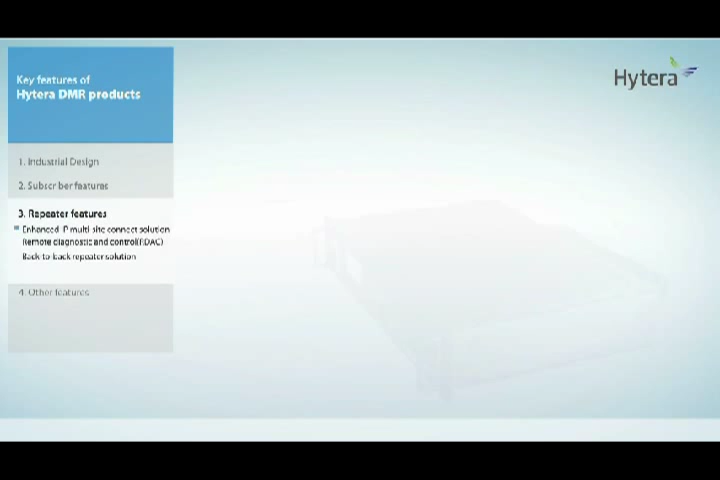 Key features of
Hytera DMR products
Hytera
1. Industrial Design
2. Subscriber features
3. Repeater features
Enhanced IP multi-site connect solution
Remote diagnostic and control(RDAC)
Back-to-back repeater solution
4. Other features